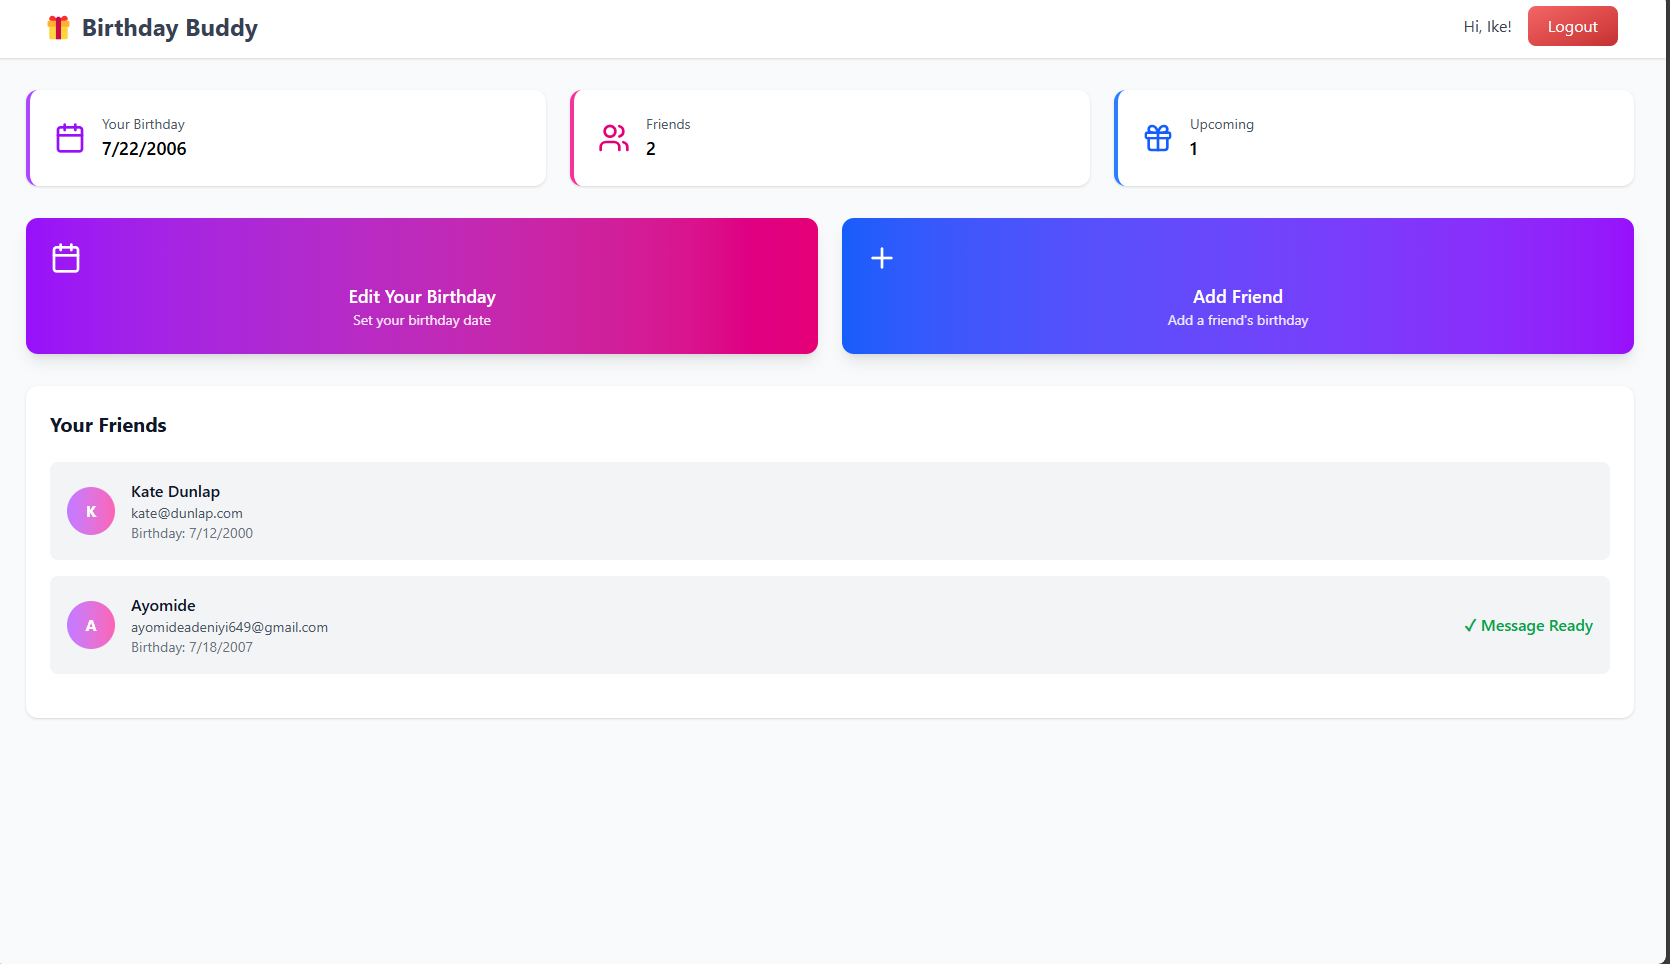 Birthday Buddy
Hi, Ike!
Logout
Your Birthday
7/22/2006
Friends
2
Upcoming
1
Edit Your Birthday
Set your birthday date
Add Friend
Add a friend's birthday
Your Friends
K
Kate Dunlap
kate@dunlap.com
Birthday: 7/12/2000
A
Ayomide
ayomideadeniyi649@gmail.com
Birthday: 7/18/2007
✓ Message Ready